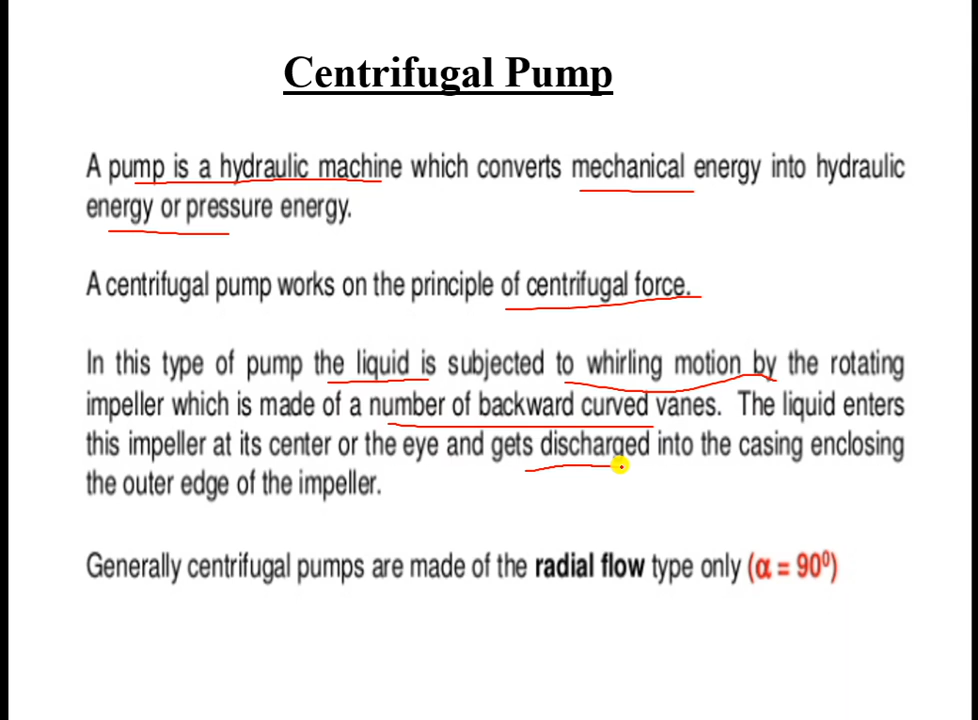 Centrifugal Pump
A pump is a hydraulic machine which converts mechanical energy into hydraulic
energy or pressure energy.
A centrifugal pump works on the principle of centrifugal force.
In this type of pump the liquid is subjected to whirling motion by the rotating
impeller which is made of a number of backward curved vanes. The liquid enters
this impeller at its center or the eye and gets discharged into the casing enclosing
the outer edge of the impeller.
Generally centrifugal pumps are made of the radial flow type only (α = 90⁰)